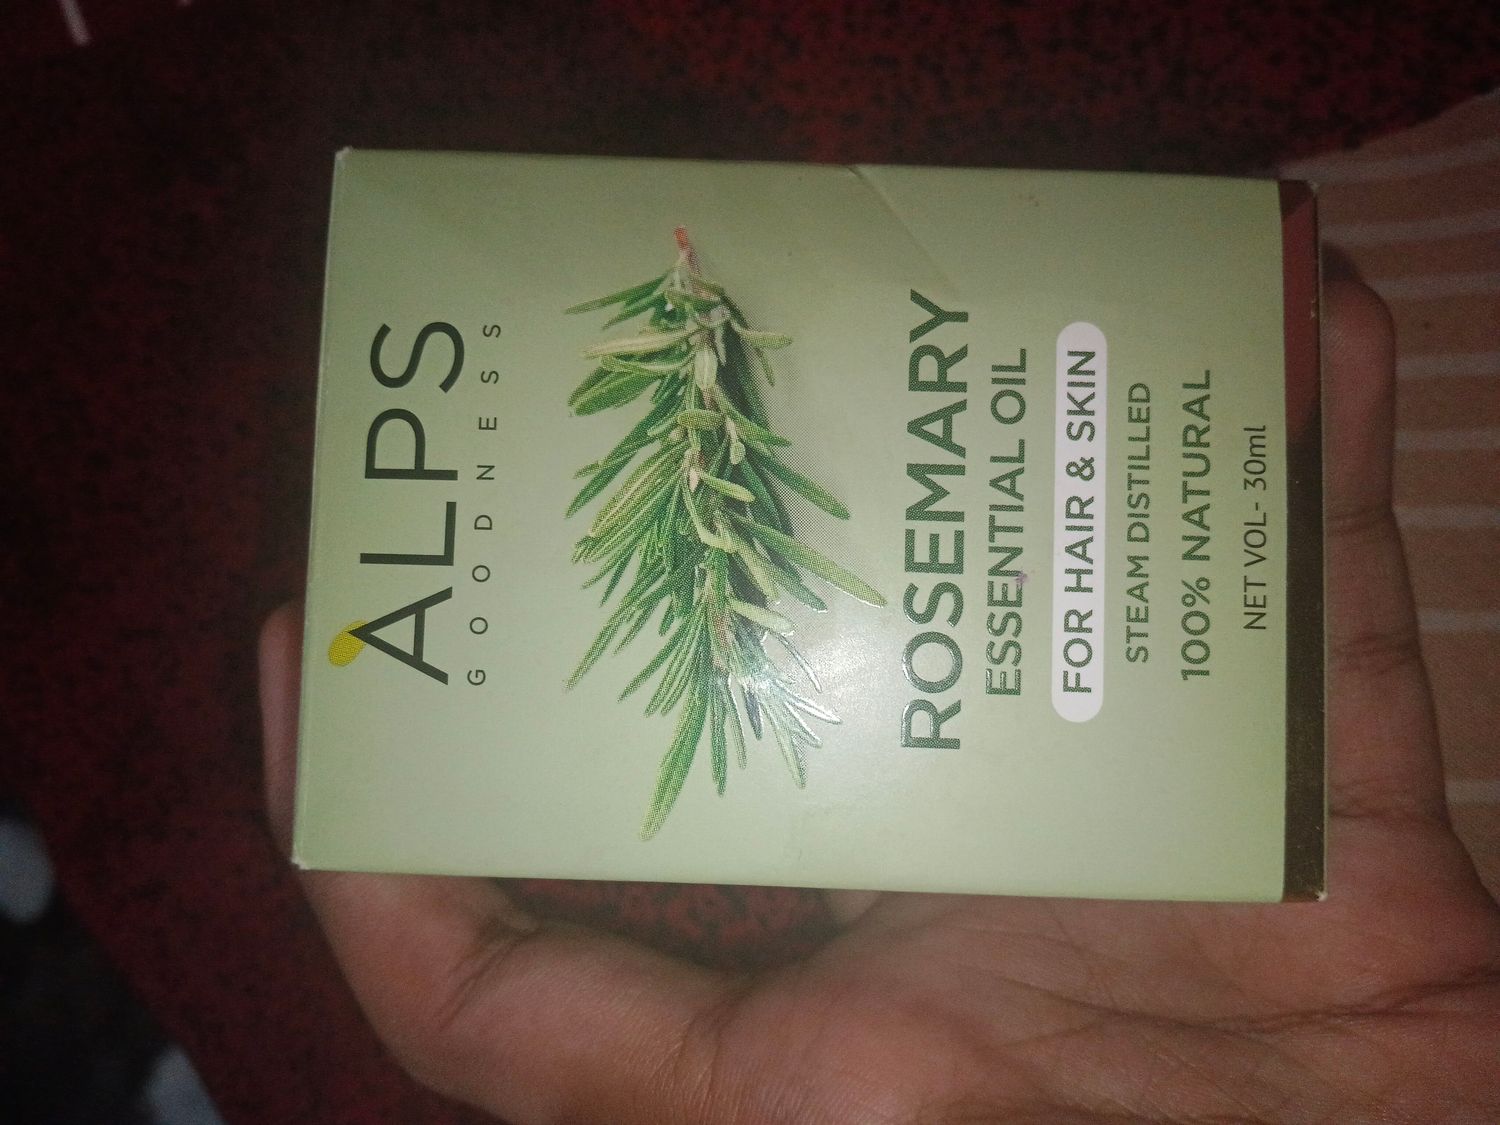 ALPS
GOODNESS
ROSEMARY
ESSENTIAL OIL
FOR HAIR & SKIN
STEAM DISTILLED
100% NATURAL
NET VOL- 30ml